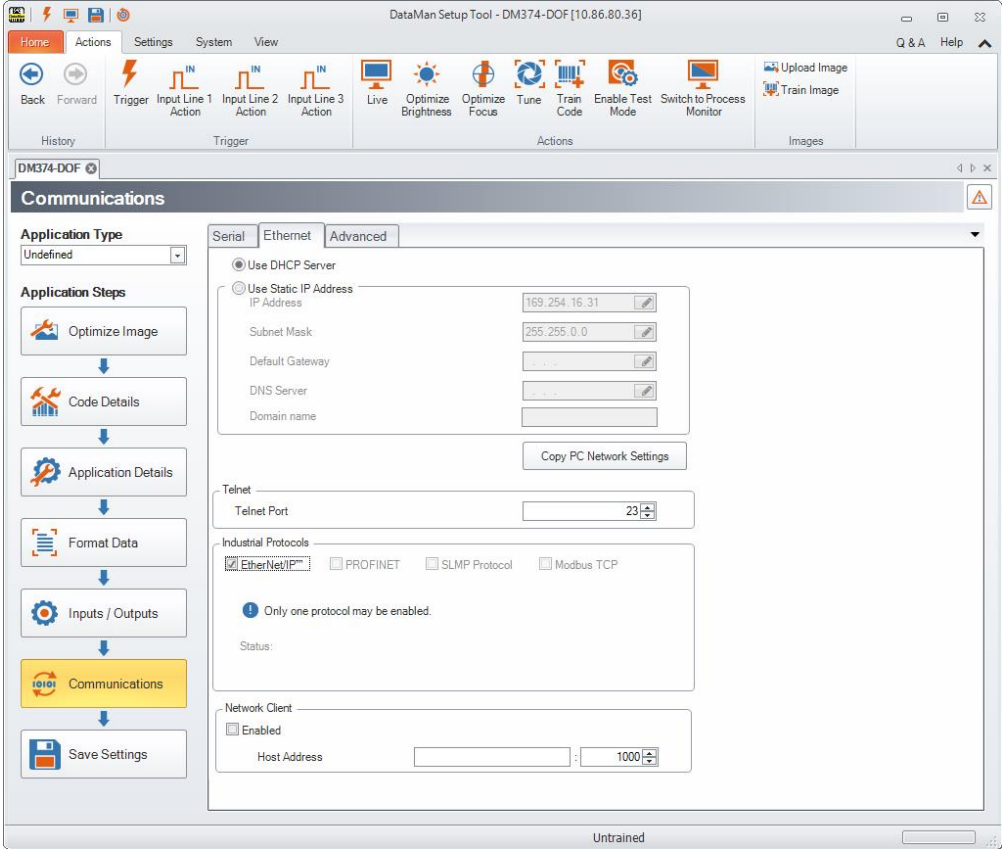 DataMan Setup Tool - DM374-DOF [10.86.80.36]
Home Actions Settings System View Q & A Help
Back Forward Trigger Input Line 1 Action Input Line 2 Action Input Line 3 Action Live Optimize Brightness Optimize Focus Tune Train Code Enable Test Mode Switch to Process Monitor
IN IN IN
Upload Image
Train Image
History Trigger Actions Images
DM374-DOF
Communications
Application Type
Undefined
Application Steps
Optimize Image
Code Details
Application Details
Format Data
Inputs / Outputs
10101 Communications
Save Settings
Serial Ethernet Advanced
Use DHCP Server
Use Static IP Address
IP Address 169.254.16.31
Subnet Mask 255.255.0.0
Default Gateway . . .
DNS Server . . .
Domain name
Copy PC Network Settings
Telnet
Telnet Port 23
Industrial Protocols
EtherNet/IP™ PROFINET SLMP Protocol Modbus TCP
Only one protocol may be enabled.
Status:
Network Client
Enabled
Host Address : 1000
Untrained